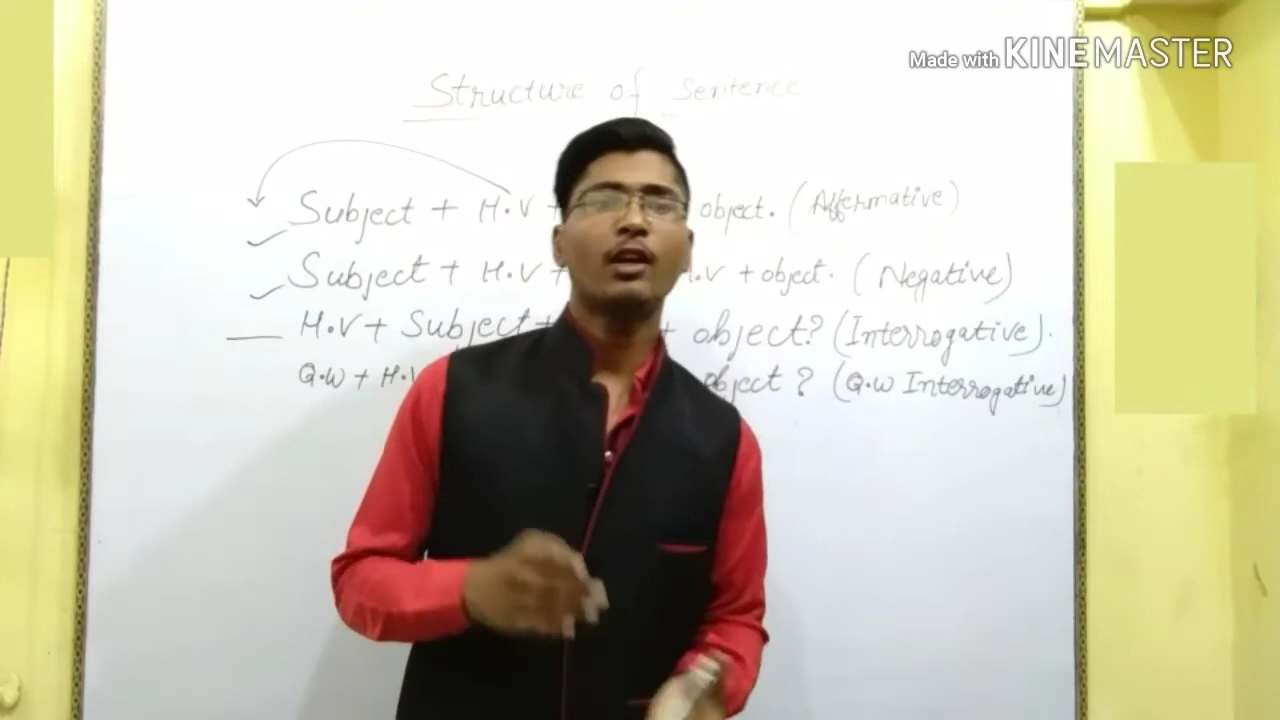 Made with KINEMASTER
Structure of Sentence
Subject + H.V + object. (Affermative)
Subject + H.V + .V + object. (Negative)
H.V + Subject + + object? (Interrogative).
Q.W + H.V object ? (Q.W Interrogative)